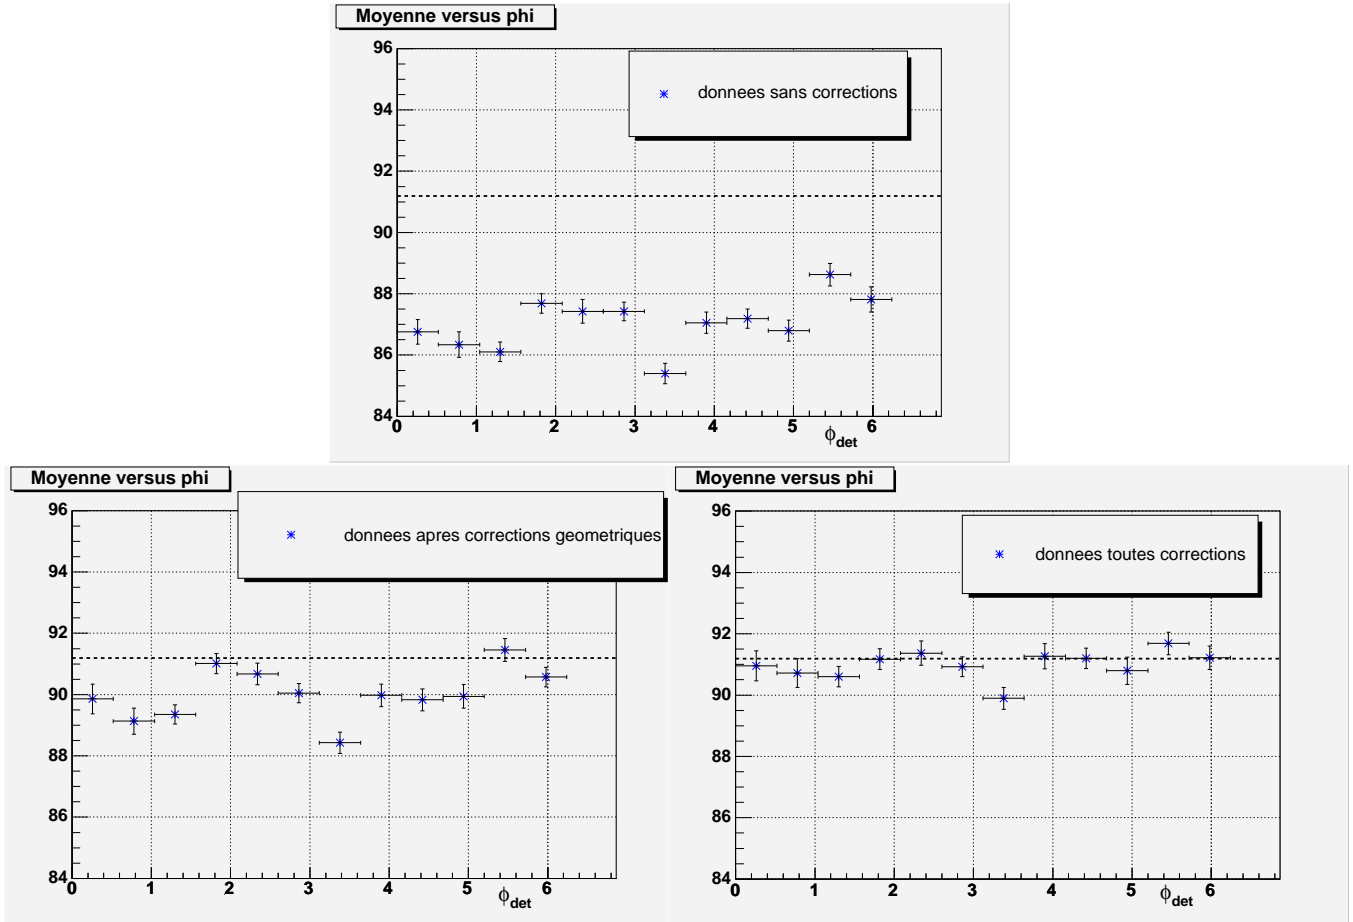 Moyenne versus phi
96
donnees sans corrections
94
92
90
88
86
84
0 1 2 3 4 5 6
ϕdet
Moyenne versus phi
96
donnees apres corrections geometriques
94
92
90
88
86
84
0 1 2 3 4 5 6
ϕdet
Moyenne versus phi
96
donnees toutes corrections
94
92
90
88
86
84
0 1 2 3 4 5 6
ϕdet